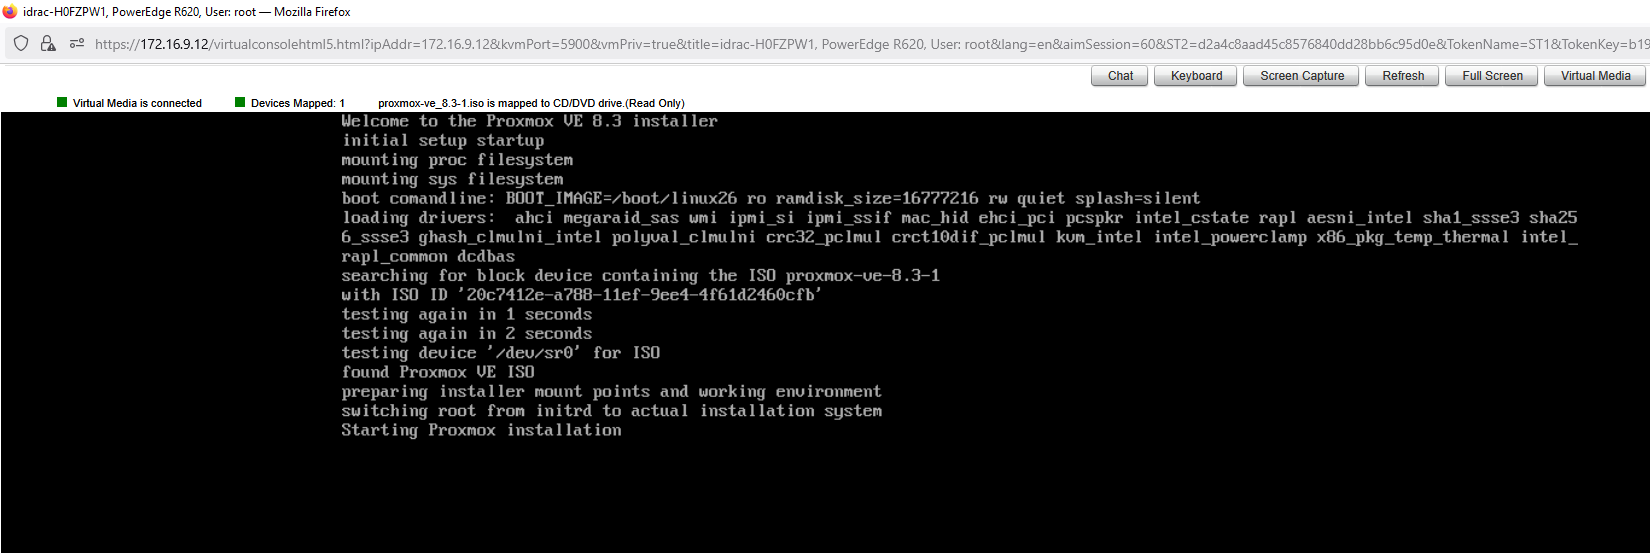 idrac-H0FZPW1, PowerEdge R620, User: root — Mozilla Firefox
https://172.16.9.12/virtualconsolehtml5.html?ipAddr=172.16.9.12&kvmPort=5900&vmPriv=true&title=idrac-H0FZPW1, PowerEdge R620, User: root&lang=en&aimSession=60&ST2=d2a4c8aad45c8576840dd28bb6c95d0e&TokenName=ST1&TokenKey=b19
Chat Keyboard Screen Capture Refresh Full Screen Virtual Media
Virtual Media is connected Devices Mapped: 1 proxmox-ve_8.3-1.iso is mapped to CD/DVD drive.(Read Only)
Welcome to the Proxmox VE 8.3 installer
initial setup startup
mounting proc filesystem
mounting sys filesystem
boot comandline: BOOT_IMAGE=/boot/linux26 ro ramdisk_size=16777216 rw quiet splash=silent
loading drivers:  ahci megaraid_sas wmi ipmi_si ipmi_ssif mac_hid ehci_pci pcspkr intel_cstate rapl aesni_intel sha1_ssse3 sha25
6_ssse3 ghash_clmulni_intel polyval_clmulni crc32_pclmul crct10dif_pclmul kvm_intel intel_powerclamp x86_pkg_temp_thermal intel_
rapl_common dcdbas
searching for block device containing the ISO proxmox-ve-8.3-1
with ISO ID '20c7412e-a788-11ef-9ee4-4f61d2460cfb'
testing again in 1 seconds
testing again in 2 seconds
testing device '/dev/sr0' for ISO
found Proxmox VE ISO
preparing installer mount points and working environment
switching root from initrd to actual installation system
Starting Proxmox installation